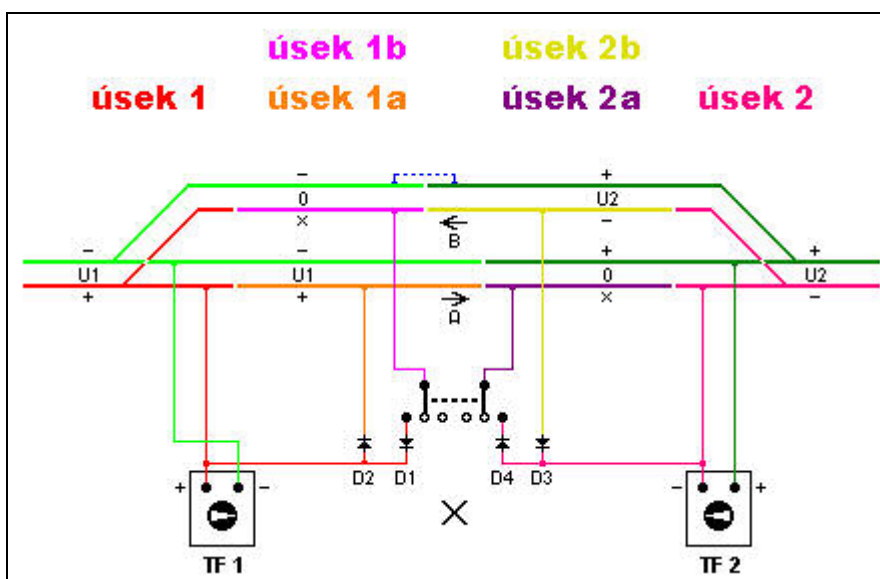 úsek 1b úsek 2b
úsek 1 úsek 1a úsek 2a úsek 2
- +
0 U2
× -
B
- - + +
U1 U1 0 U2
+ + × -
A
D2 D1 D4 D3
+ - - +
×
TF 1 TF 2